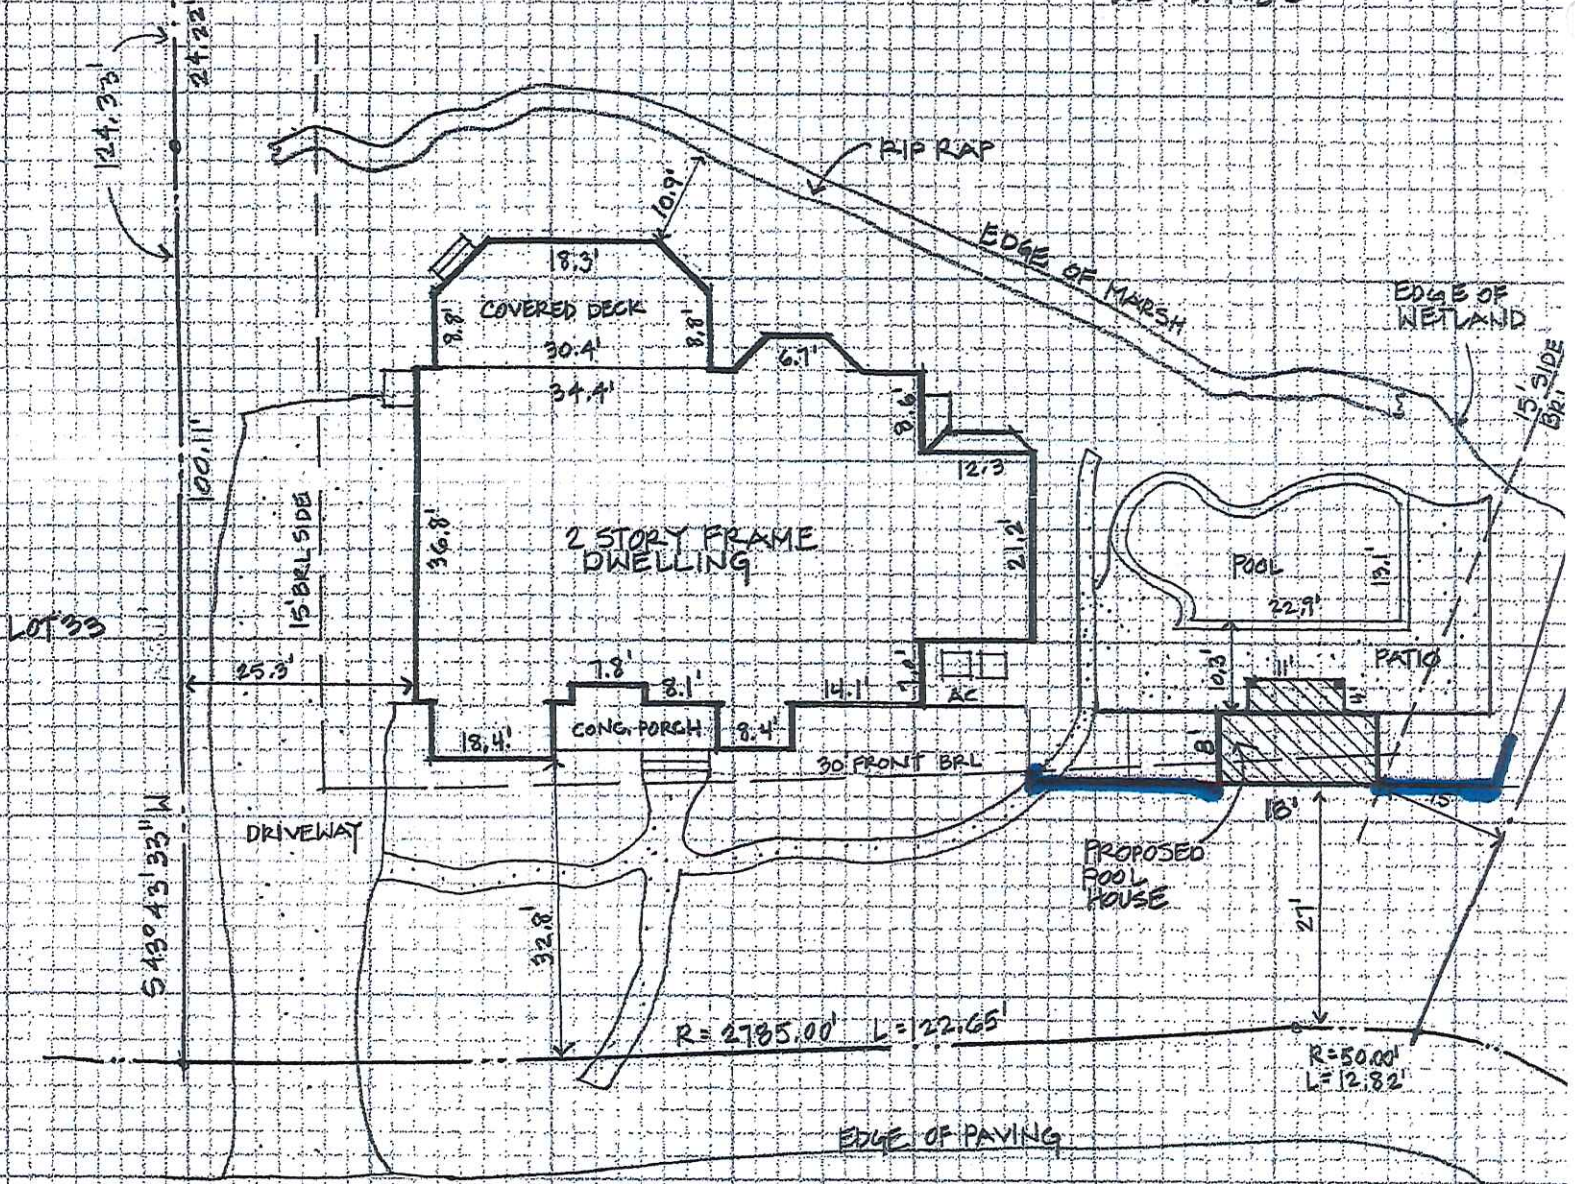 24.22'
124.33'
RIP RAP
10.9'
EDGE OF MARSH
18.3'
COVERED DECK
8.8'
8.8'
30.4'
34.4'
6.7'
EDGE OF
WETLAND
15' SIDE
BRL
8.6'
12.3
100.11'
15' BRL SIDE
36.8'
2 STORY FRAME
DWELLING
21.2'
POOL
13.1'
22.9'
LOT 33
25.3'
7.8'
8.1'
14.1'
7.0'
AC
10.3'
11'
PATIO
18.4'
CONC. PORCH
8.4'
30' FRONT BRL
8'
18'
15'
DRIVEWAY
PROPOSED
POOL
HOUSE
S 43° 43' 33" W
32.8'
27'
R = 2785.00' L = 122.65'
R=50.00'
L=12.82'
EDGE OF PAVING